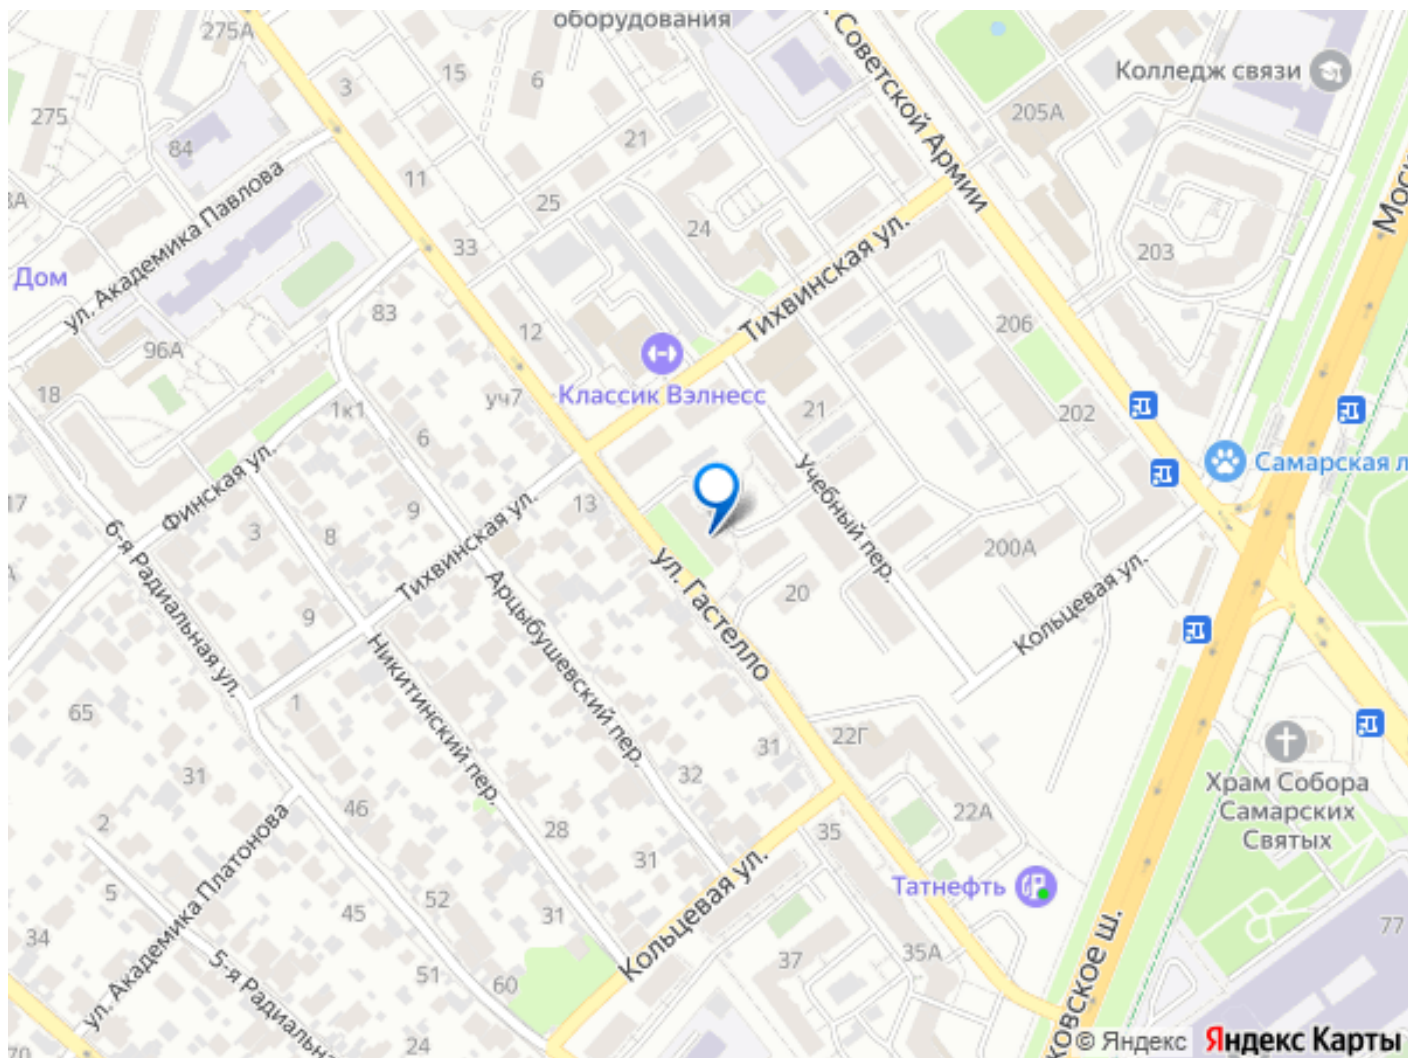 оборудования
275А
15
6
3
Советской Армии
Колледж связи
205А
275
84
21
11
25
24
33
203
ул. Академика Павлова
Дом
83
12
Тихвинская ул.
206
96А
Классик Вэлнесс
18
уч7
1к1
21
202
6
Самарская л
Финская ул.
17
9
13
3
8
Учебный пер.
200А
6-я Радиальная ул.
Тихвинская ул.
ул. Гастелло
20
Кольцевая ул.
9
Арцыбушевский пер.
Никитинский пер.
65
1
31
22Г
31
32
Храм Собора
Самарских
Святых
46
2
28
35
22А
31
5
52
Татнефть
ул. Академика Платонова
45
31
34
Кольцевая ул.
77
5-я Радиальна
51
60
37
35А
ковское ш.
Моск
24
70
© Яндекс
Яндекс Карты